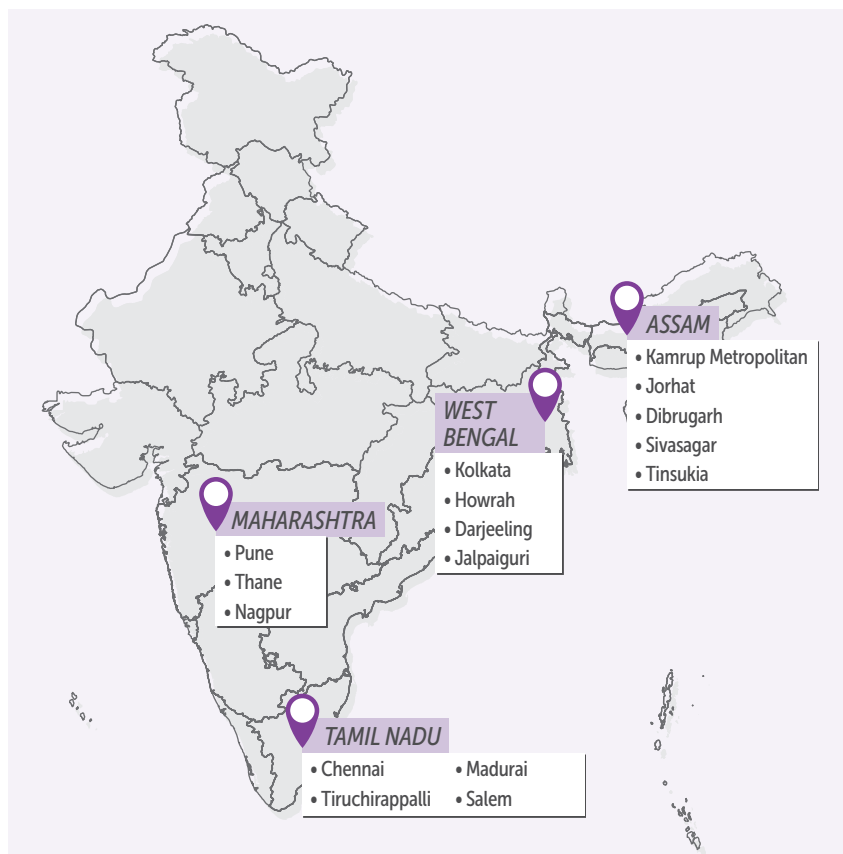 ASSAM
• Kamrup Metropolitan
• Jorhat
• Dibrugarh
• Sivasagar
• Tinsukia
WEST
BENGAL
• Kolkata
• Howrah
• Darjeeling
• Jalpaiguri
MAHARASHTRA
• Pune
• Thane
• Nagpur
TAMIL NADU
• Chennai
• Madurai
• Tiruchirappalli
• Salem